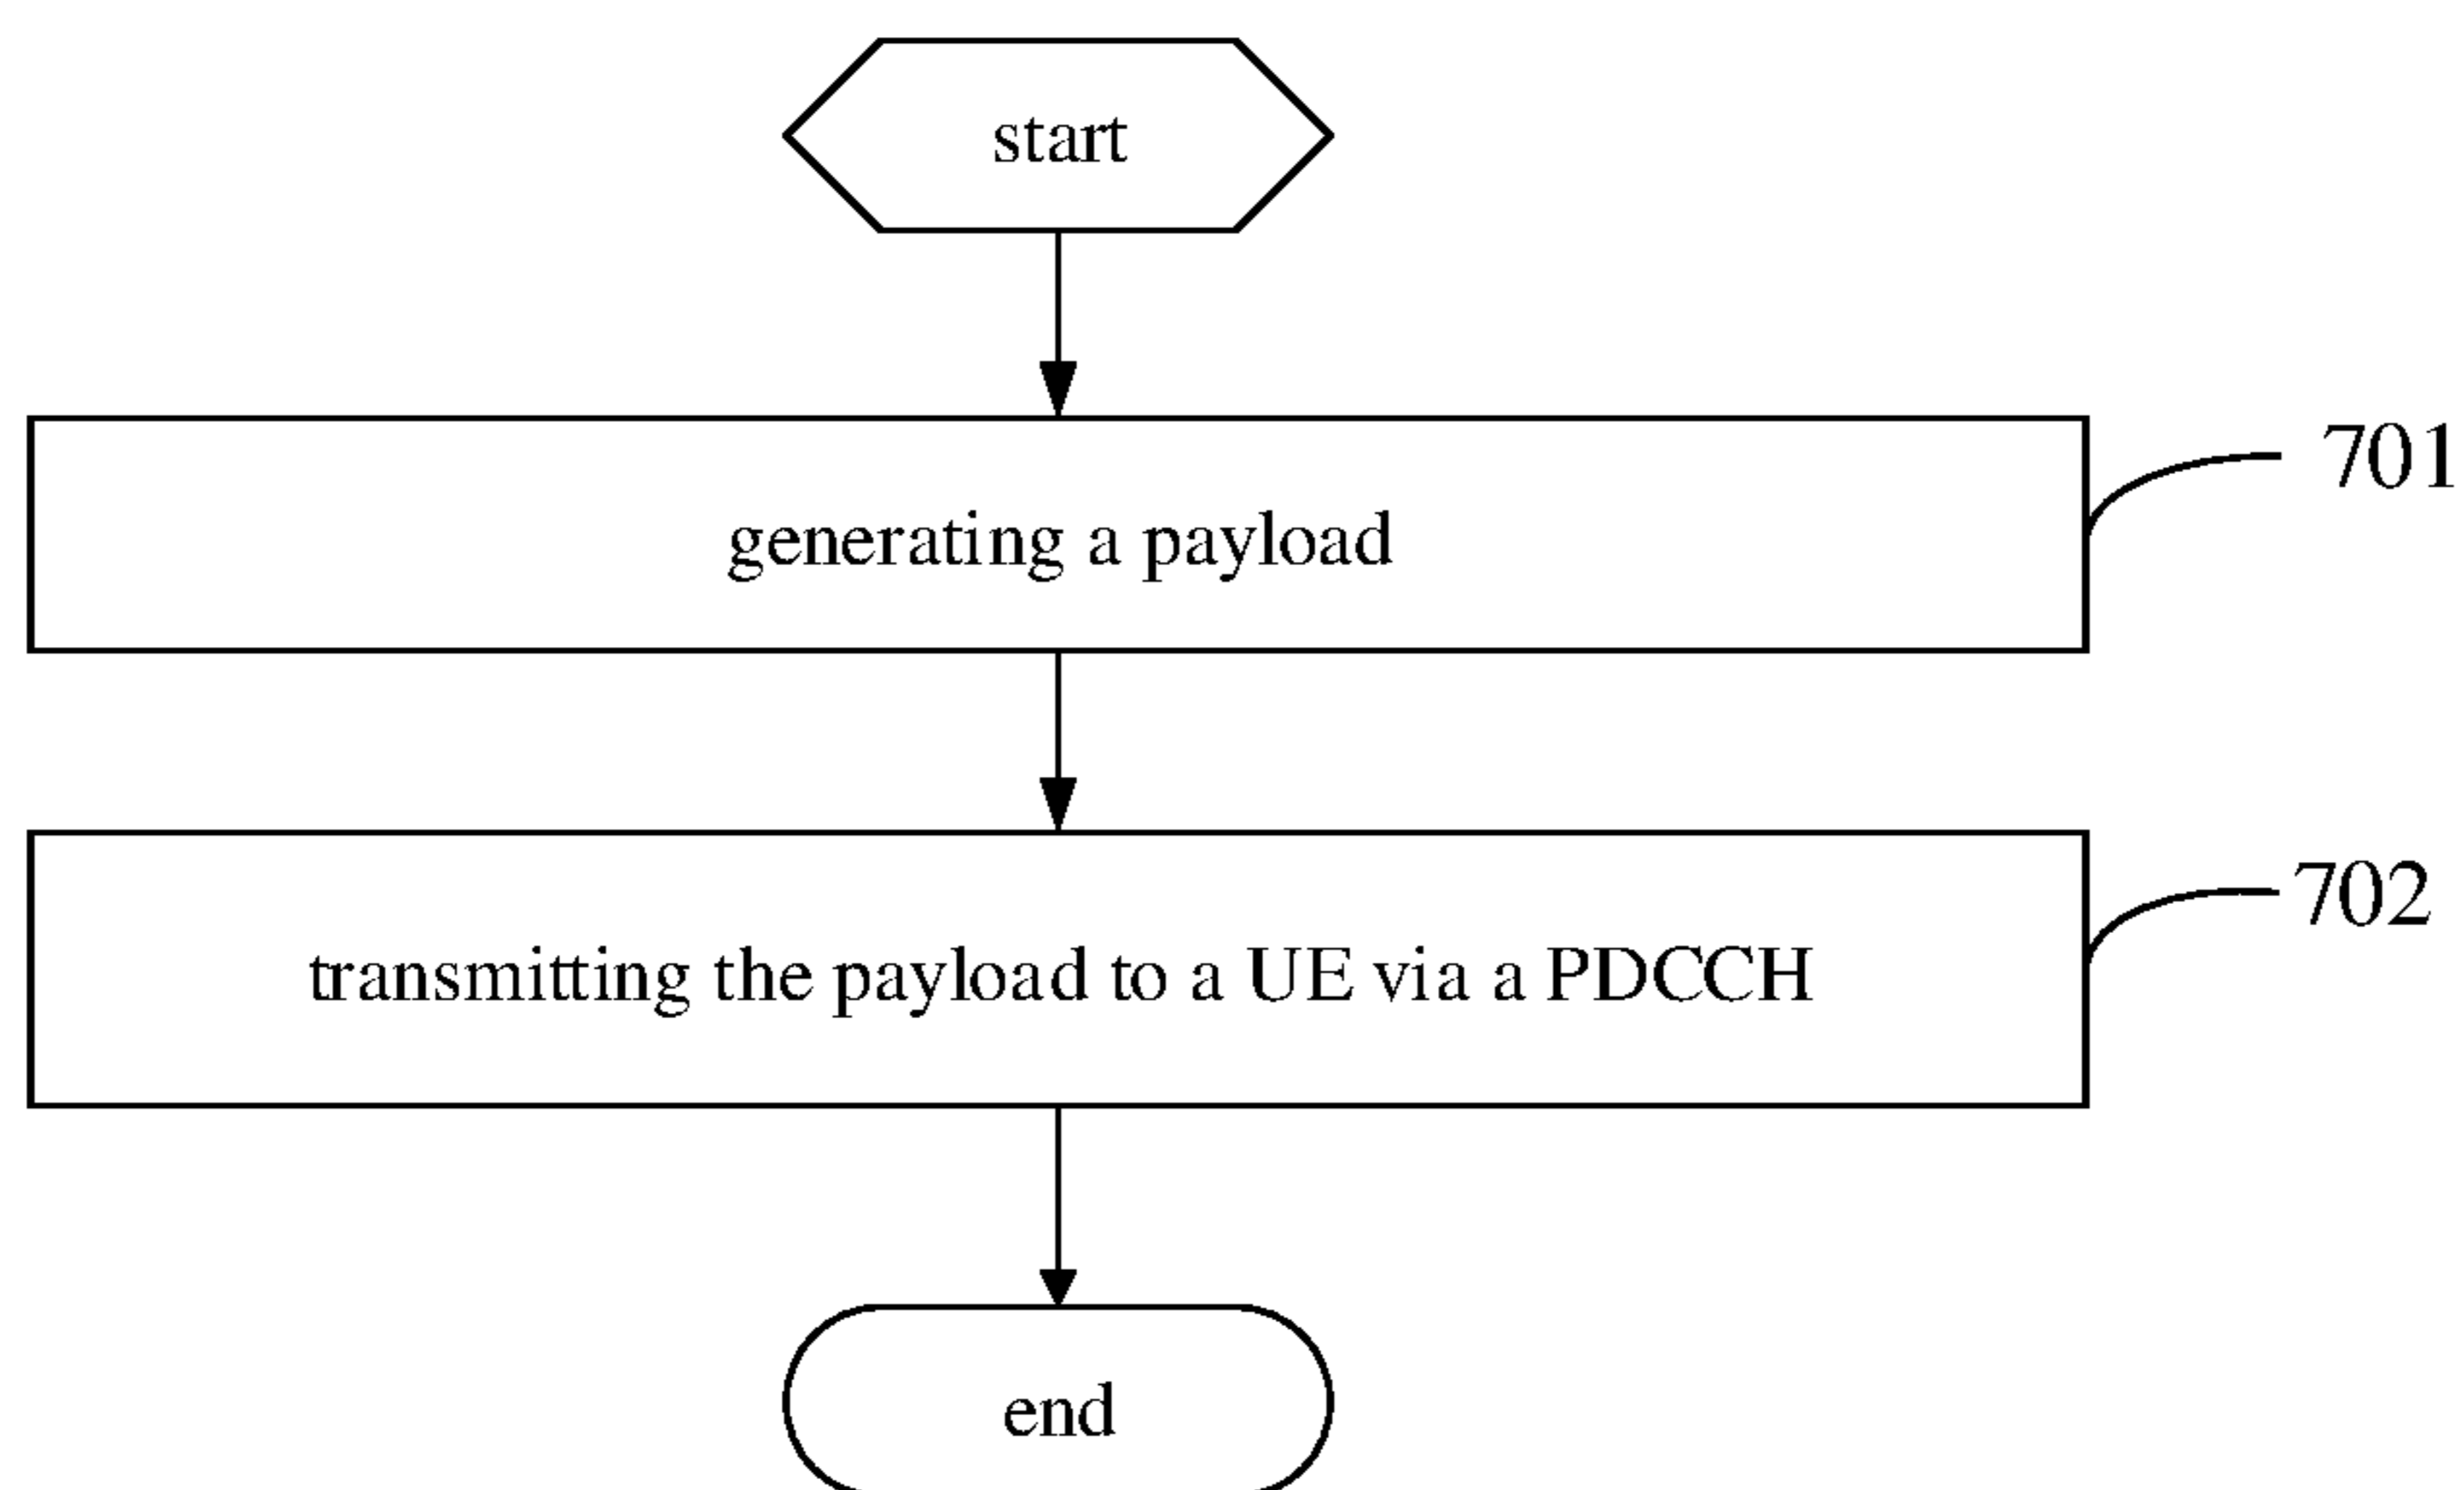 start
generating a payload
701
transmitting the payload to a UE via a PDCCH
702
end